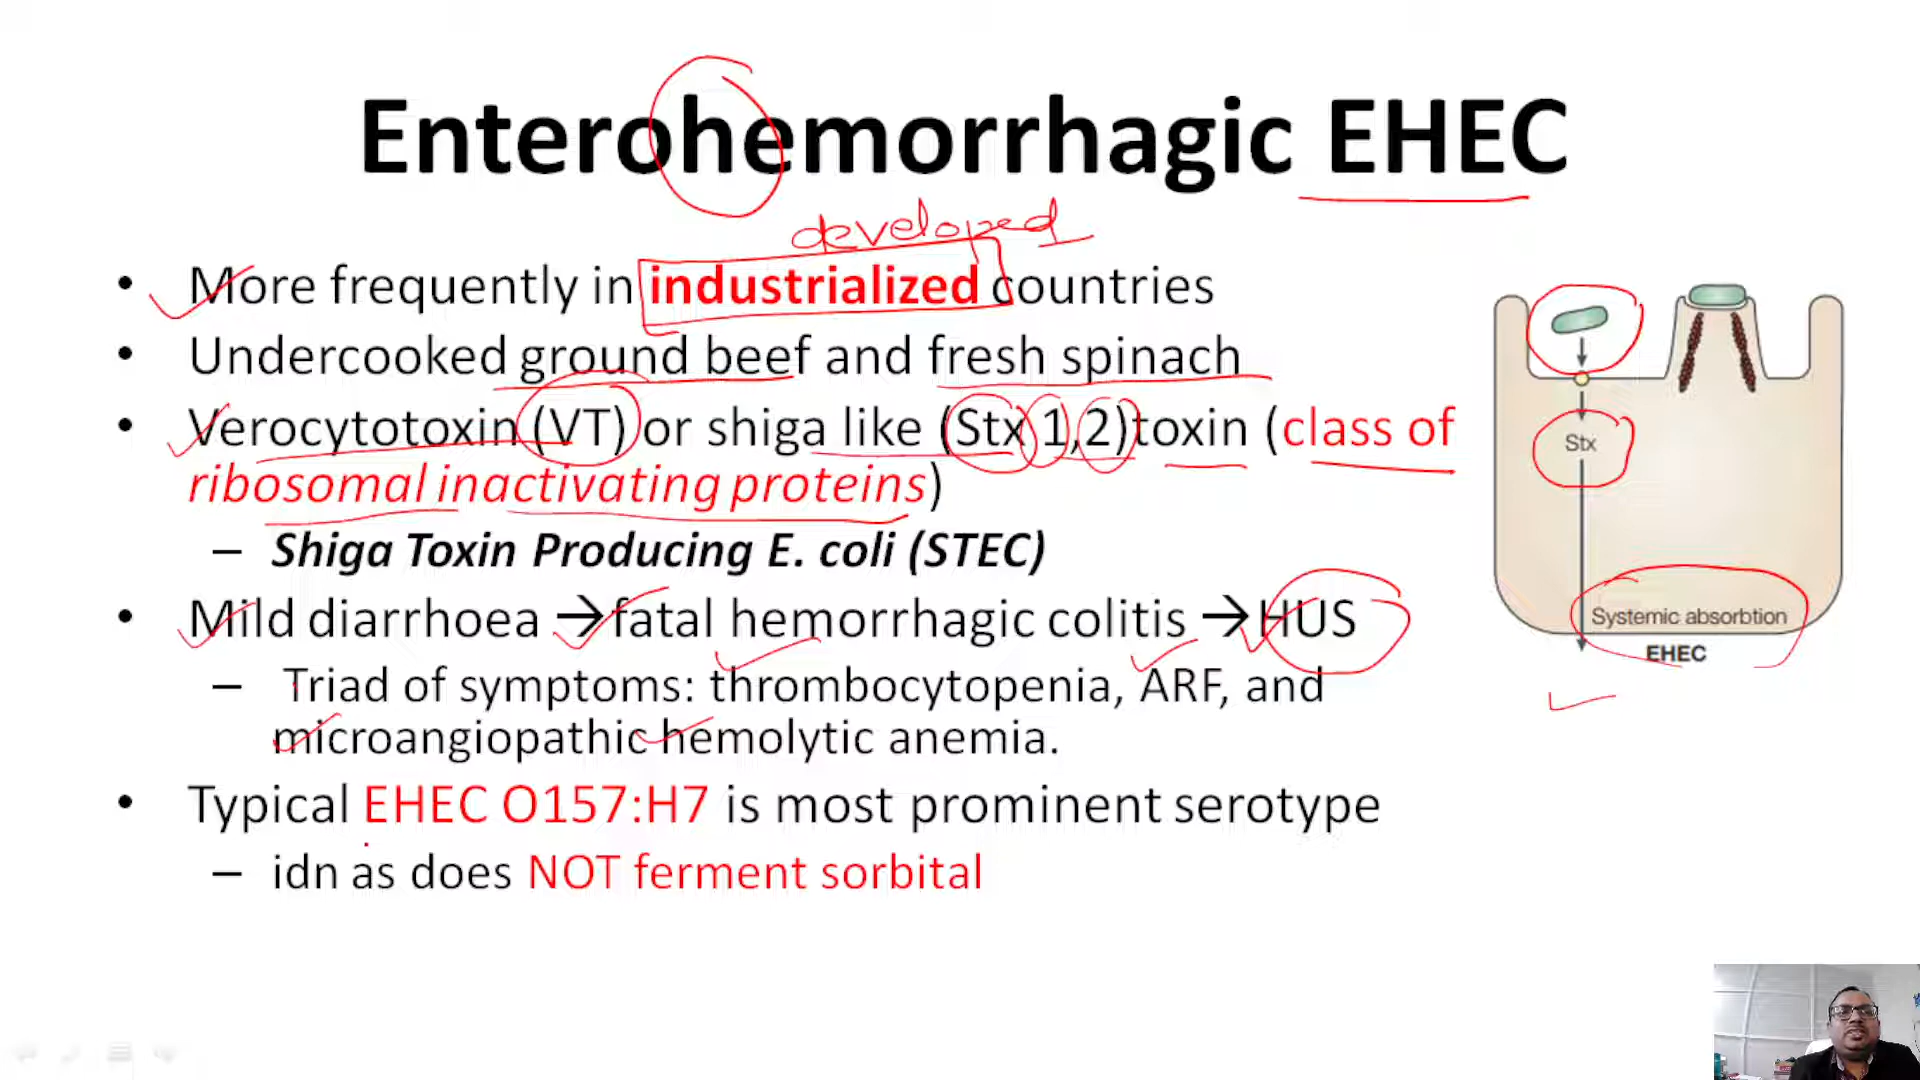 Enterohemorrhagic EHEC
developed
• More frequently in industrialized countries
• Undercooked ground beef and fresh spinach
• Verocytotoxin (VT) or shiga like (Stx 1,2)toxin (class of
ribosomal inactivating proteins)
– Shiga Toxin Producing E. coli (STEC)
• Mild diarrhoea →fatal hemorrhagic colitis →HUS
– Triad of symptoms: thrombocytopenia, ARF, and
microangiopathic hemolytic anemia.
• Typical EHEC O157:H7 is most prominent serotype
– idn as does NOT ferment sorbital
Stx
Systemic absorbtion
EHEC